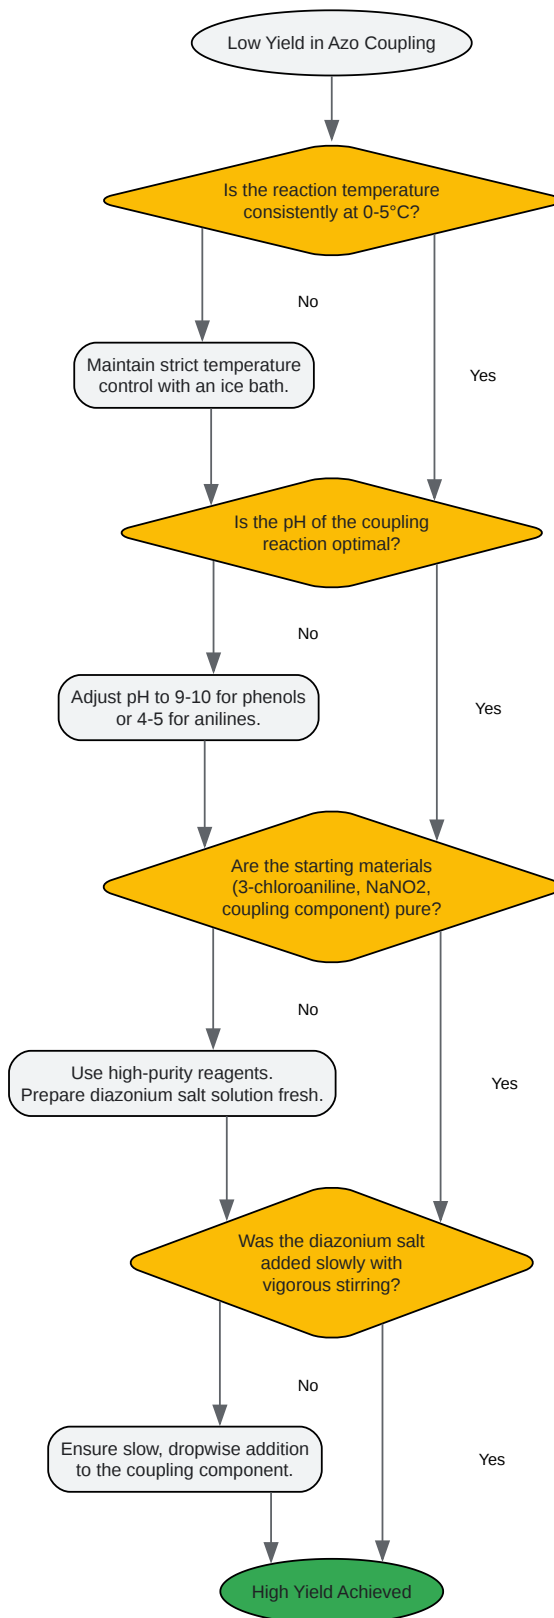 Low Yield in Azo Coupling
Is the reaction temperature
consistently at 0-5°C?
No
Maintain strict temperature
control with an ice bath.
Yes
Is the pH of the coupling
reaction optimal?
No
Adjust pH to 9-10 for phenols
or 4-5 for anilines.
Yes
Are the starting materials
(3-chloroaniline, NaNO2,
coupling component) pure?
No
Use high-purity reagents.
Prepare diazonium salt solution fresh.
Yes
Was the diazonium salt
added slowly with
vigorous stirring?
No
Ensure slow, dropwise addition
to the coupling component.
Yes
High Yield Achieved